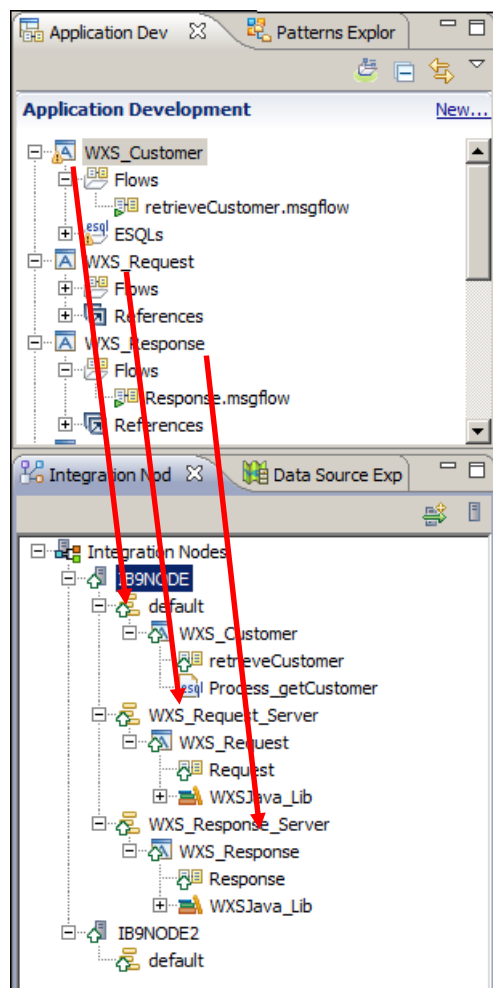 Application Dev
Patterns Explor
Application Development
New...
WXS_Customer
Flows
retrieveCustomer.msgflow
esql
ESQLs
WXS_Request
Flows
References
WXS_Response
Flows
Response.msgflow
References
Integration Nod
Data Source Exp
Integration Nodes
IB9NODE
default
WXS_Customer
retrieveCustomer
esql
Process_getCustomer
WXS_Request_Server
WXS_Request
Request
WXSJava_Lib
WXS_Response_Server
WXS_Response
Response
WXSJava_Lib
IB9NODE2
default